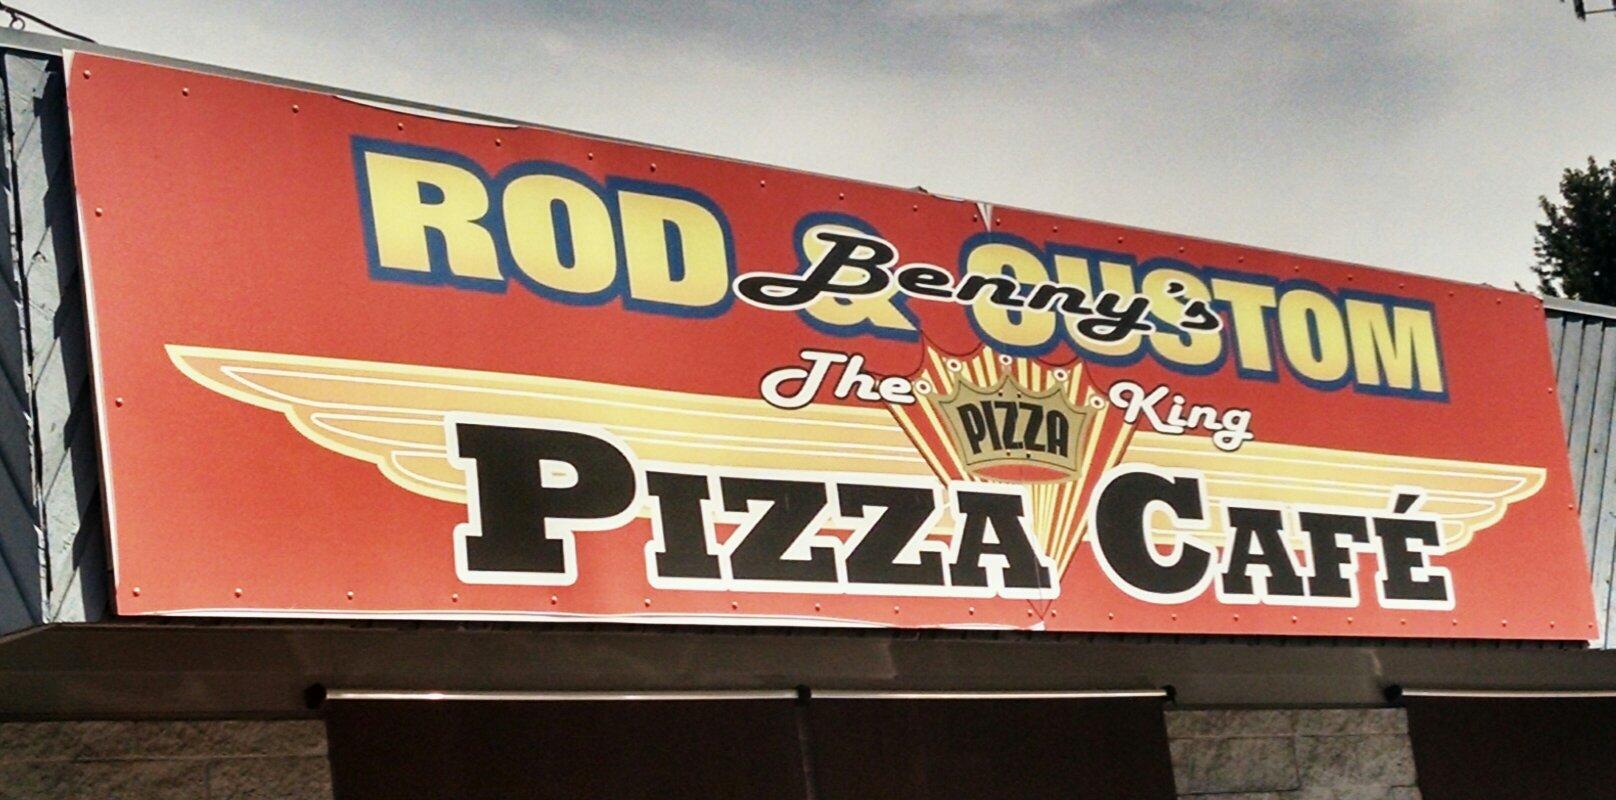 ROD & CUSTOM
Benny's
The PIZZA King
PIZZA CAFÉ